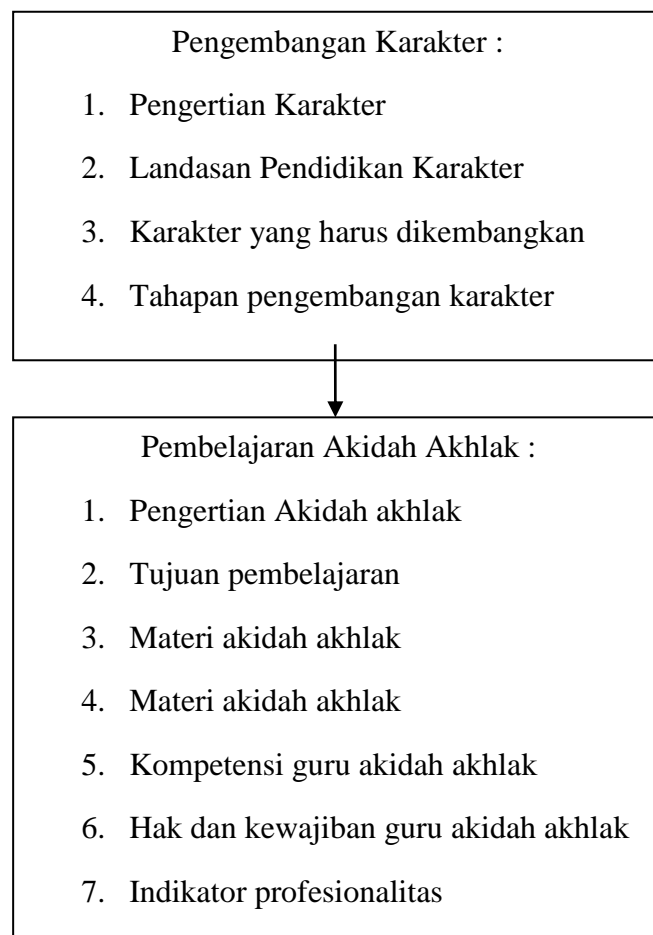 Pengembangan Karakter :
1. Pengertian Karakter
2. Landasan Pendidikan Karakter
3. Karakter yang harus dikembangkan
4. Tahapan pengembangan karakter
Pembelajaran Akidah Akhlak :
1. Pengertian Akidah akhlak
2. Tujuan pembelajaran
3. Materi akidah akhlak
4. Materi akidah akhlak
5. Kompetensi guru akidah akhlak
6. Hak dan kewajiban guru akidah akhlak
7. Indikator profesionalitas